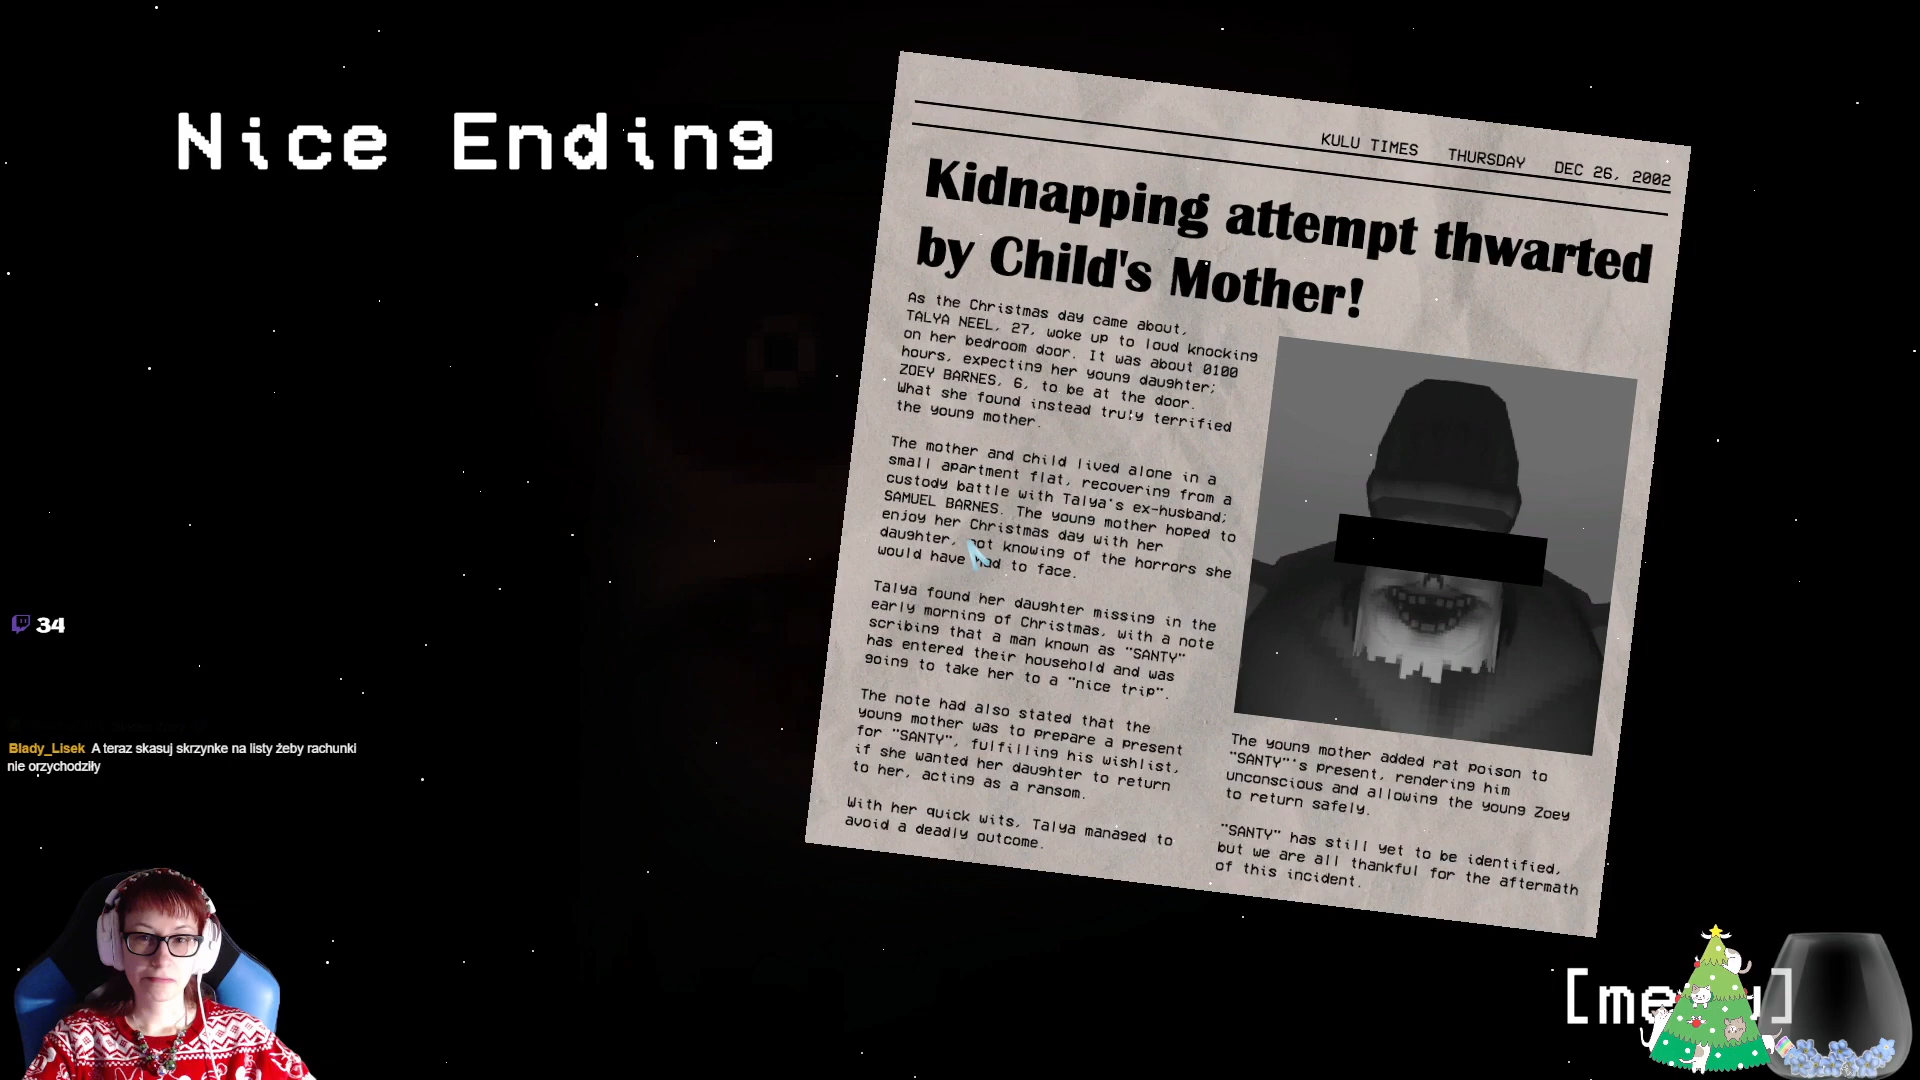 Nice Ending
KULU TIMES THURSDAY DEC 26, 2002
Kidnapping attempt thwarted
by Child's Mother!
As the Christmas day came about,
TALYA NEEL, 27, woke up to loud knocking
on her bedroom door. It was about 0100
hours, expecting her young daughter;
ZOEY BARNES, 6, to be at the door.
What she found instead truly terrified
the young mother.
The mother and child lived alone in a
small apartment flat, recovering from a
custody battle with Talya's ex-husband;
SAMUEL BARNES. The young mother hoped to
enjoy her Christmas day with her
daughter, not knowing of the horrors she
would have had to face.
Talya found her daughter missing in the
early morning of Christmas, with a note
scribing that a man known as "SANTY"
has entered their household and was
going to take her to a "nice trip".
The note had also stated that the
young mother was to prepare a present
for "SANTY", fulfilling his wishlist,
if she wanted her daughter to return
to her, acting as a ransom.
With her quick wits, Talya managed to
avoid a deadly outcome.
The young mother added rat poison to
"SANTY"'s present, rendering him
unconscious and allowing the young Zoey
to return safely.
"SANTY" has still yet to be identified,
but we are all thankful for the aftermath
of this incident.
34
Blady_Lisek A teraz skasuj skrzynke na listy żeby rachunki
nie orzychodziły